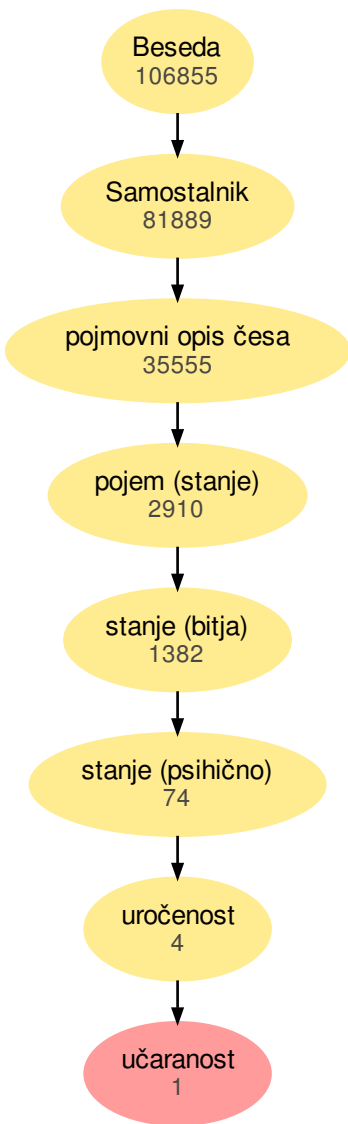 Beseda
106855
Samostalnik
81889
pojmovni opis česa
35555
pojem (stanje)
2910
stanje (bitja)
1382
stanje (psihično)
74
uročenost
4
učaranost
1